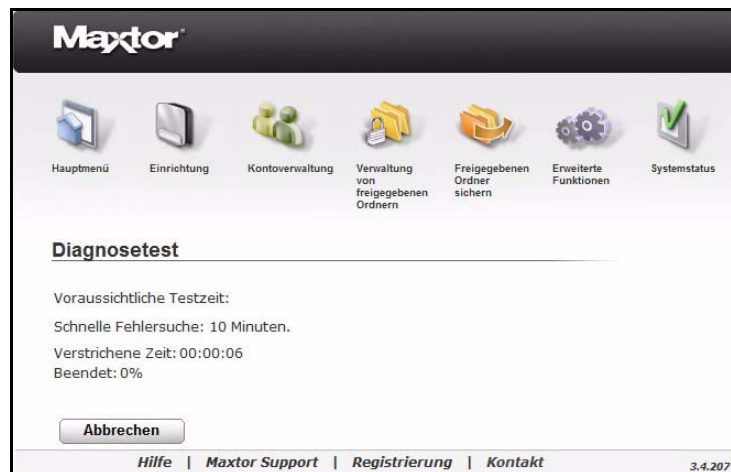 Maxtor
Hauptmenü
Einrichtung
Kontoverwaltung
Verwaltung
von
freigegebenen
Ordnern
Freigegebenen
Ordner
sichern
Erweiterte
Funktionen
Systemstatus
Diagnosetest
Voraussichtliche Testzeit:
Schnelle Fehlersuche: 10 Minuten.
Verstrichene Zeit: 00:00:06
Beendet: 0%
Abbrechen
Hilfe | Maxtor Support | Registrierung | Kontakt
3.4.207